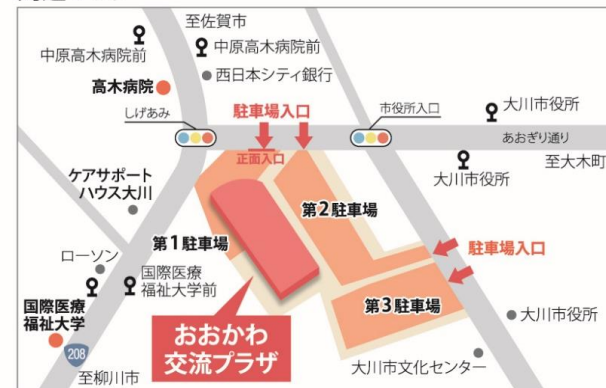 至佐賀市
中原高木病院前
中原高木病院前
西日本シティ銀行
高木病院
しげあみ
駐車場入口
市役所入口
大川市役所
正面入口
あおぎり通り
大川市役所
至大木町
ケアサポート
ハウス大川
第2駐車場
第1駐車場
駐車場入口
ローソン
国際医療
福祉大学前
第3駐車場
国際医療
福祉大学
大川市役所
おおかわ
交流プラザ
208
至柳川市
大川市文化センター